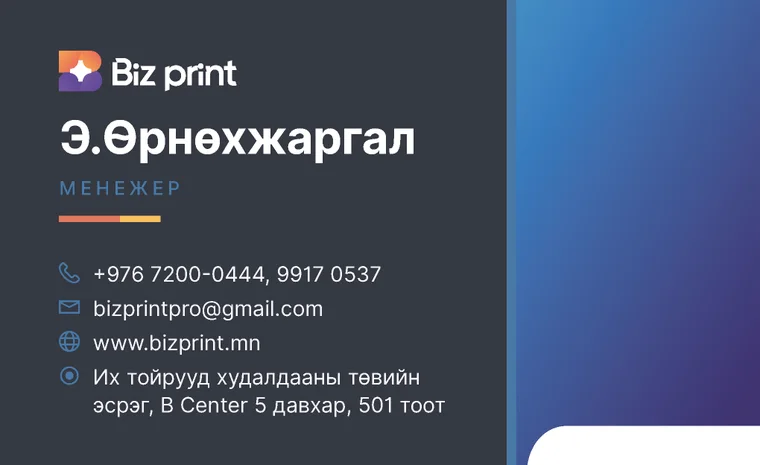 Biz print
Э.Өрнөхжаргал
МЕНЕЖЕР
+976 7200-0444, 9917 0537
bizprintpro@gmail.com
www.bizprint.mn
Их тойрууд худалдааны төвийн
эсрэг, B Center 5 давхар, 501 тоот